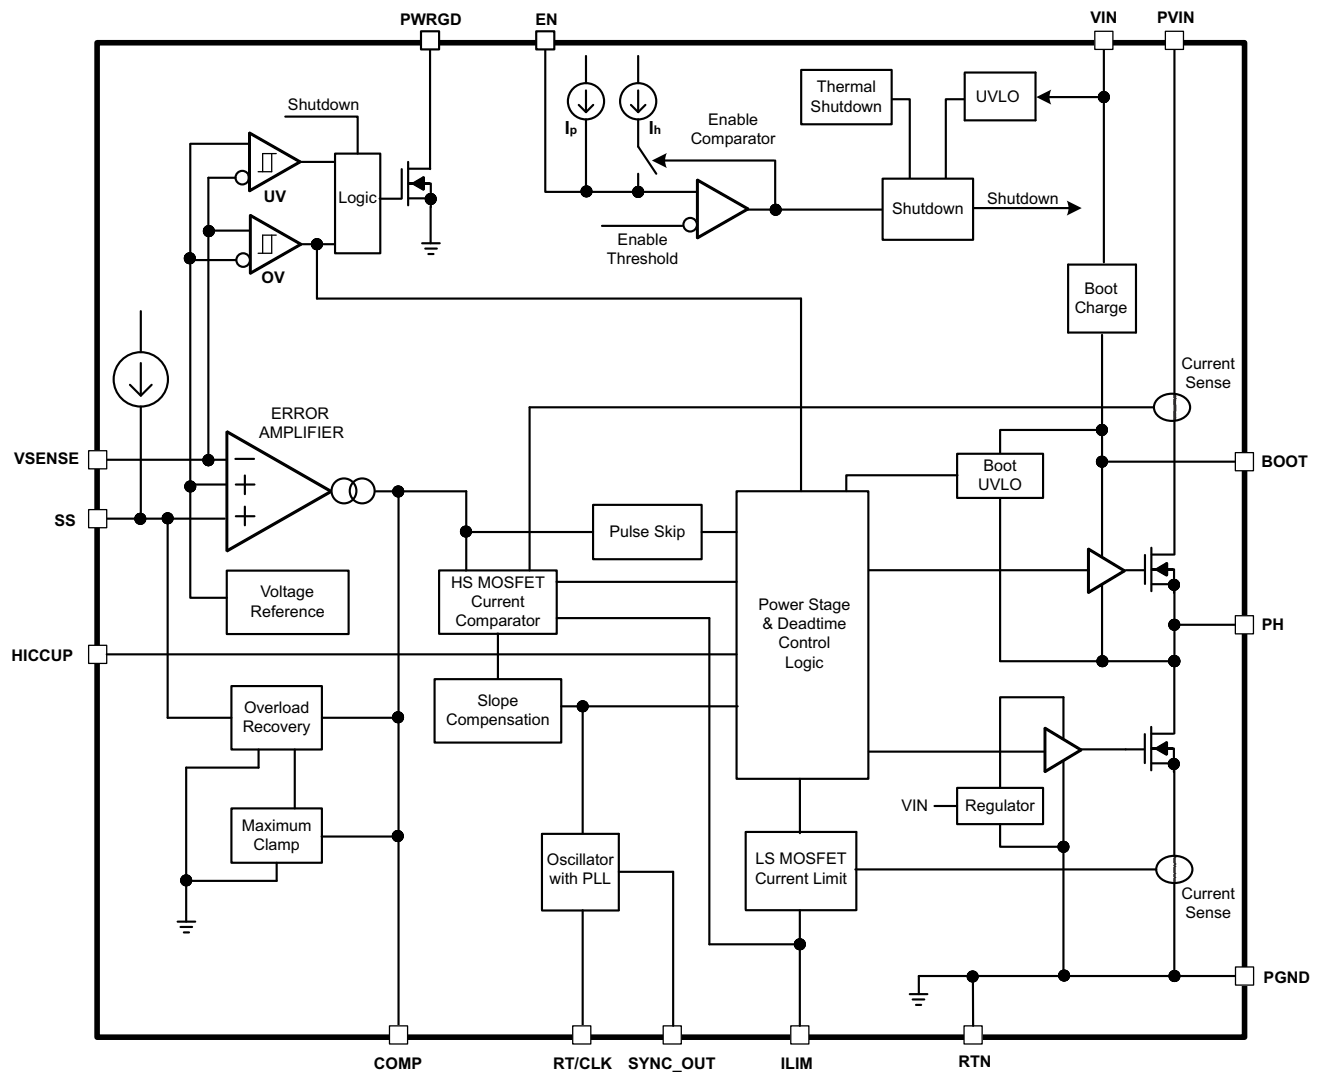 PWRGD
EN
VIN
PVIN
Shutdown
Thermal
Shutdown
UVLO
Ip
Ih
Enable
Comparator
UV
Logic
Shutdown
Shutdown
Enable
Threshold
OV
Boot
Charge
Current
Sense
ERROR
AMPLIFIER
VSENSE
−
+
+
SS
BOOT
Boot
UVLO
Pulse Skip
Voltage
Reference
HS MOSFET
Current
Comparator
Power Stage
& Deadtime
Control
Logic
PH
HICCUP
Overload
Recovery
Slope
Compensation
VIN
Regulator
Maximum
Clamp
Oscillator
with PLL
LS MOSFET
Current Limit
Current
Sense
PGND
COMP
RT/CLK
SYNC_OUT
ILIM
RTN